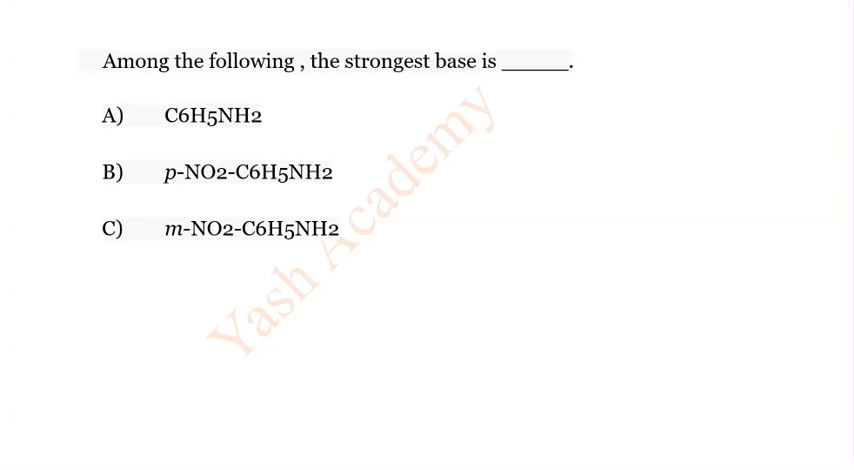 Among the following , the strongest base is ______.
A) C6H5NH2
B) p-NO2-C6H5NH2
C) m-NO2-C6H5NH2
Yash Academy